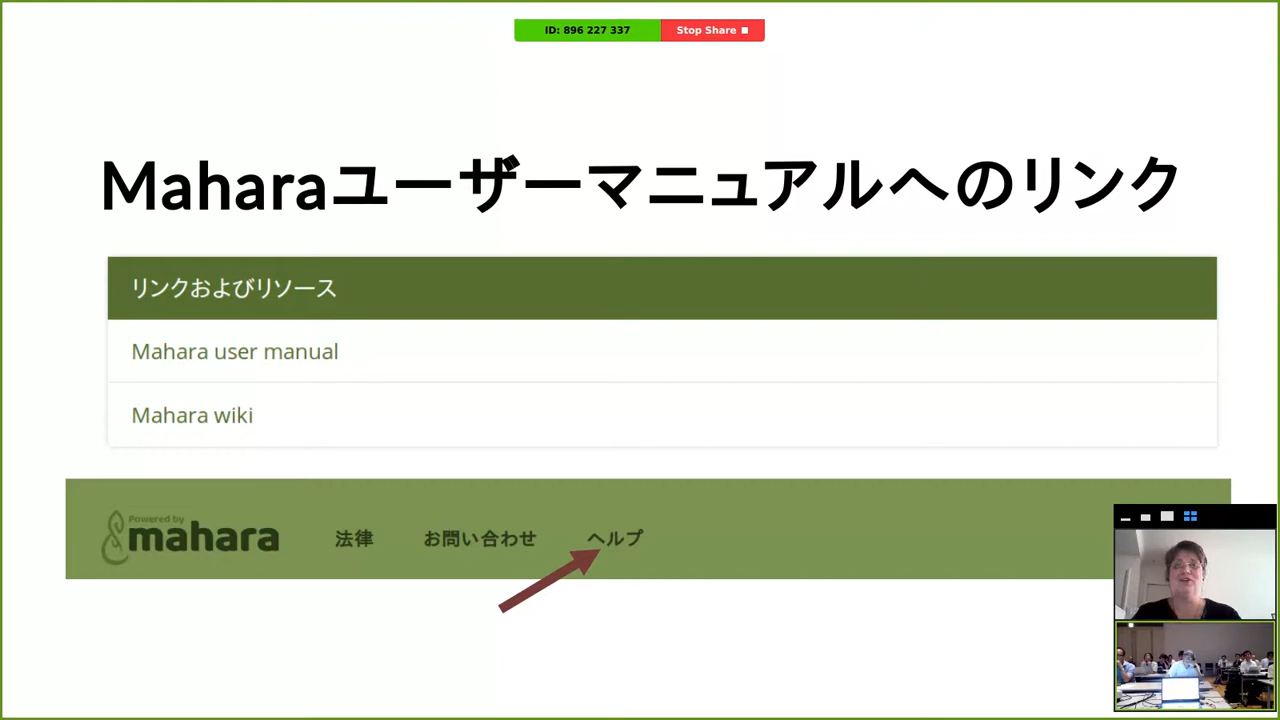 ID: 896 227 337 Stop Share
Maharaユーザーマニュアルへのリンク
リンクおよびリソース
Mahara user manual
Mahara wiki
Powered by
mahara 法律 お問い合わせ ヘルプ